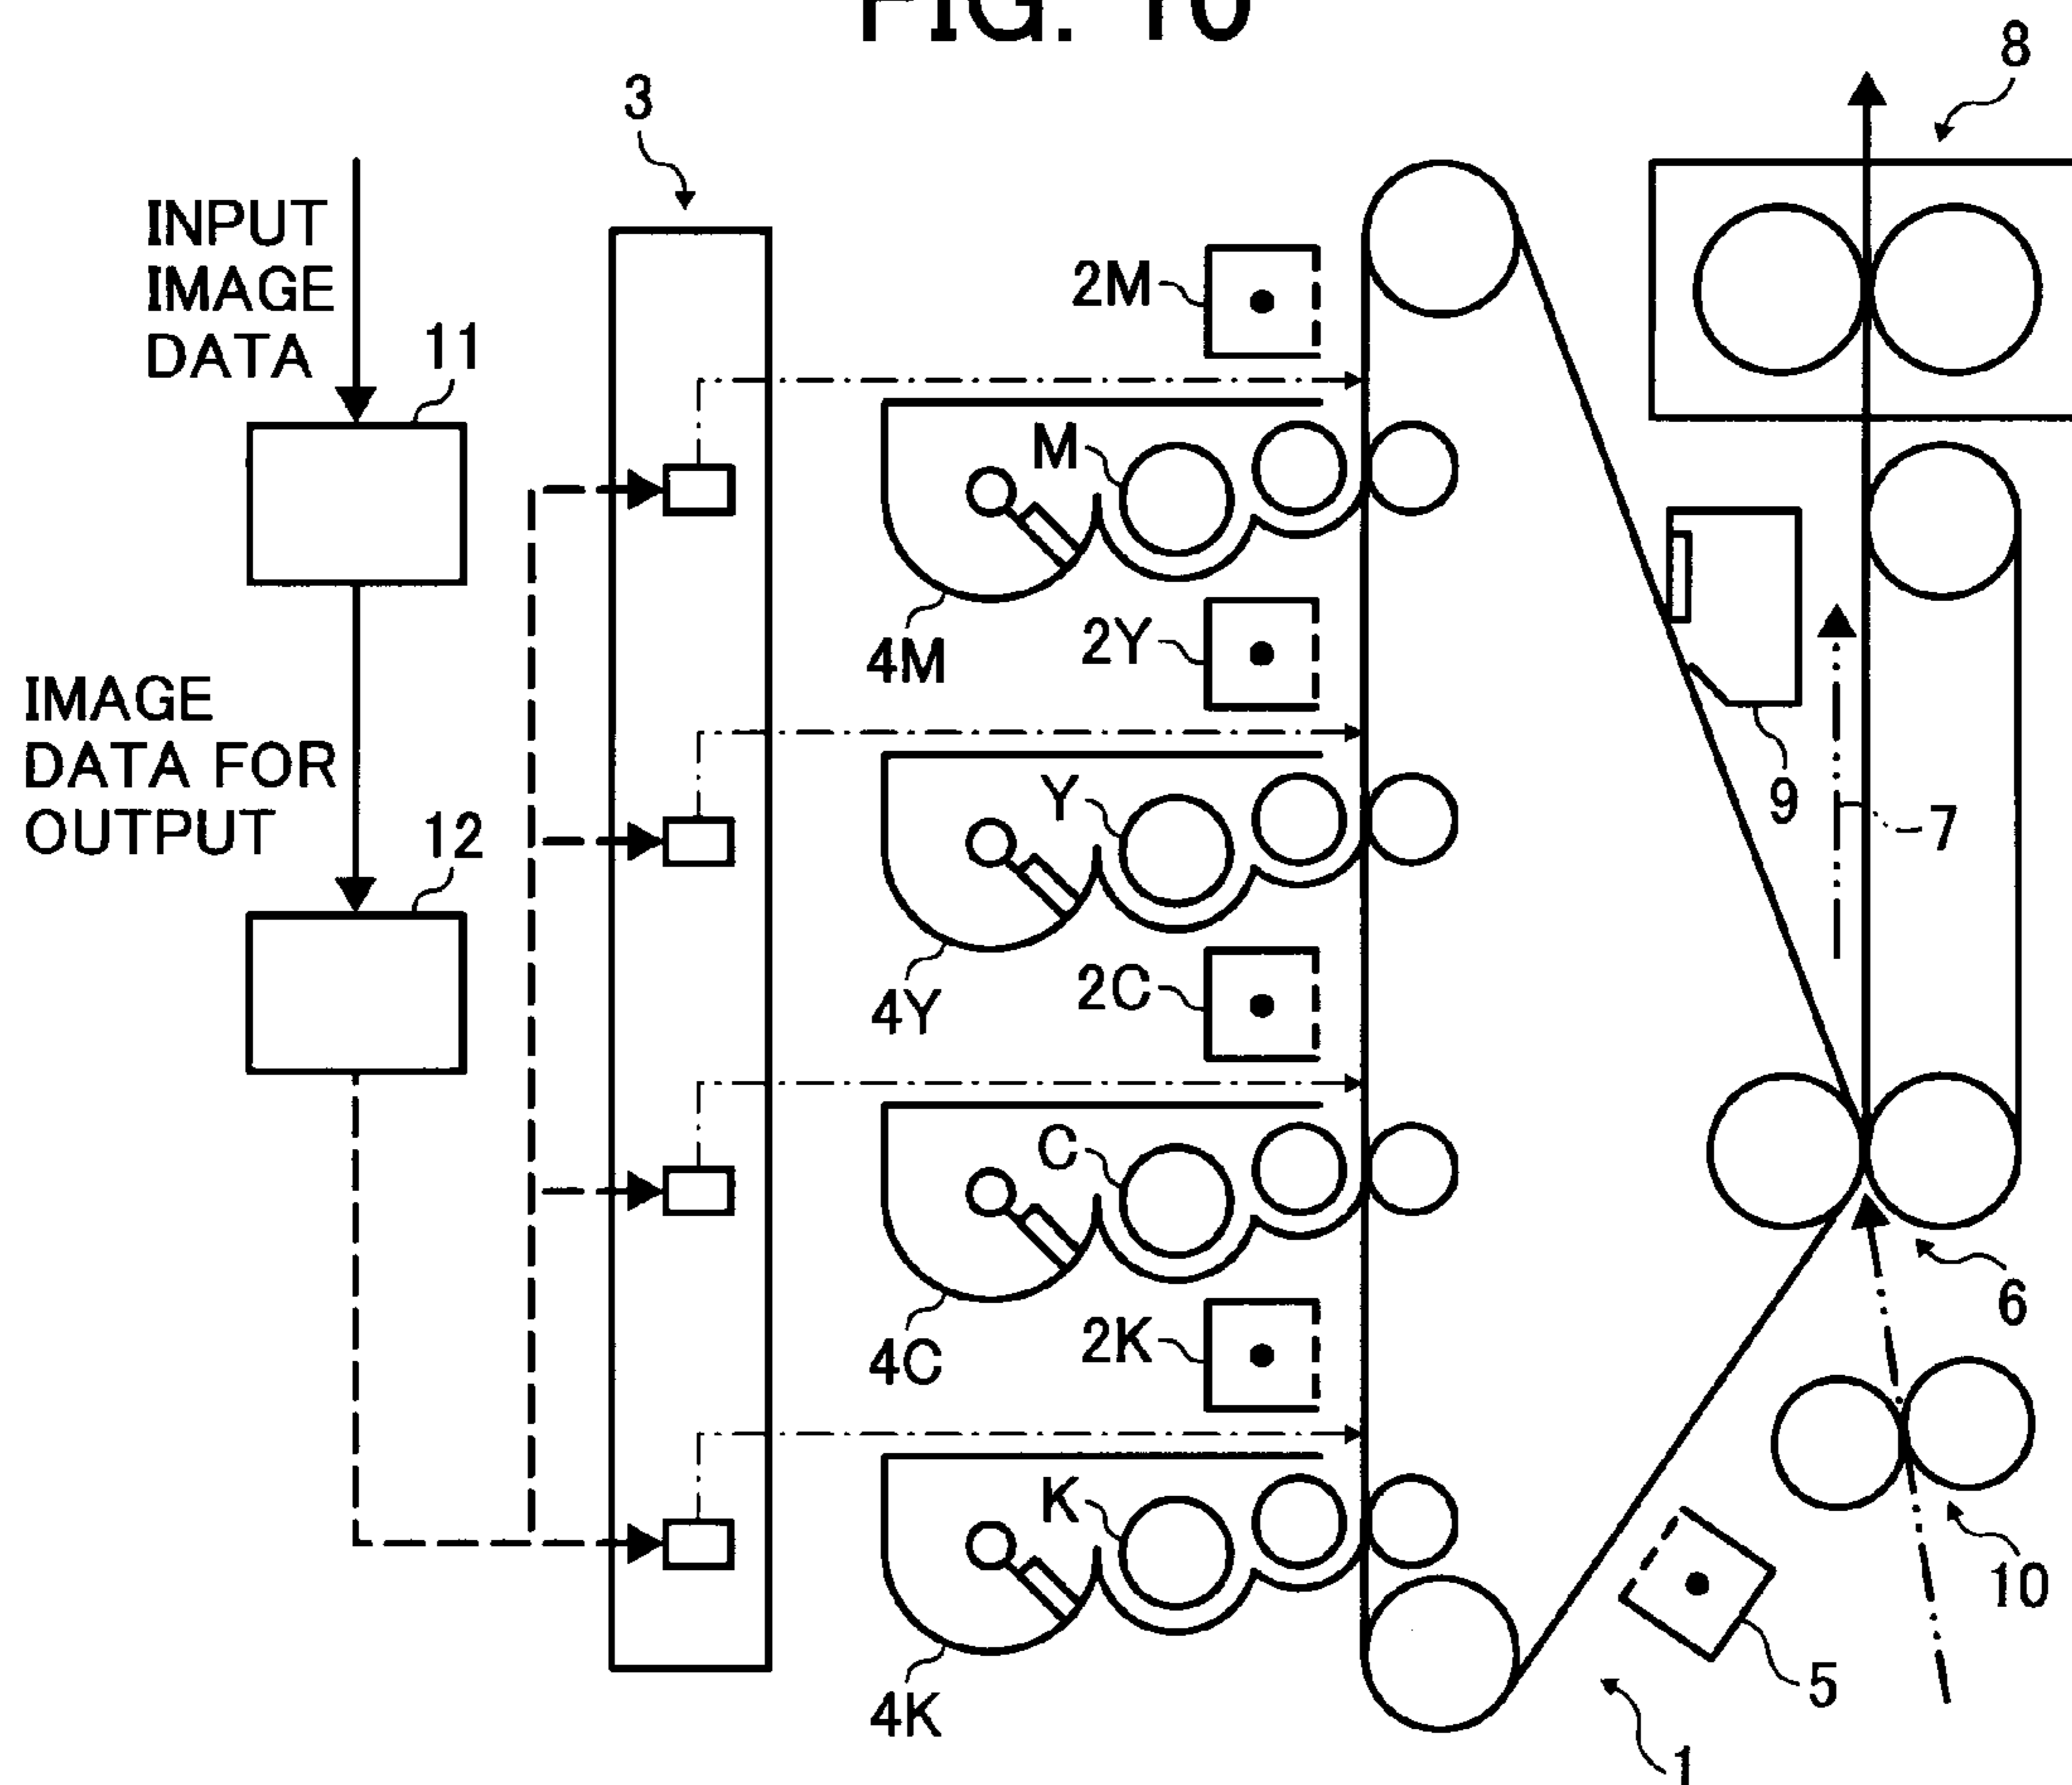 FIG. 10
8
3
INPUT
IMAGE
DATA
2M
11
M
4M
2Y
IMAGE
DATA FOR
OUTPUT
12
Y
9
7
4Y
2C
C
6
4C
2K
K
10
5
4K
1